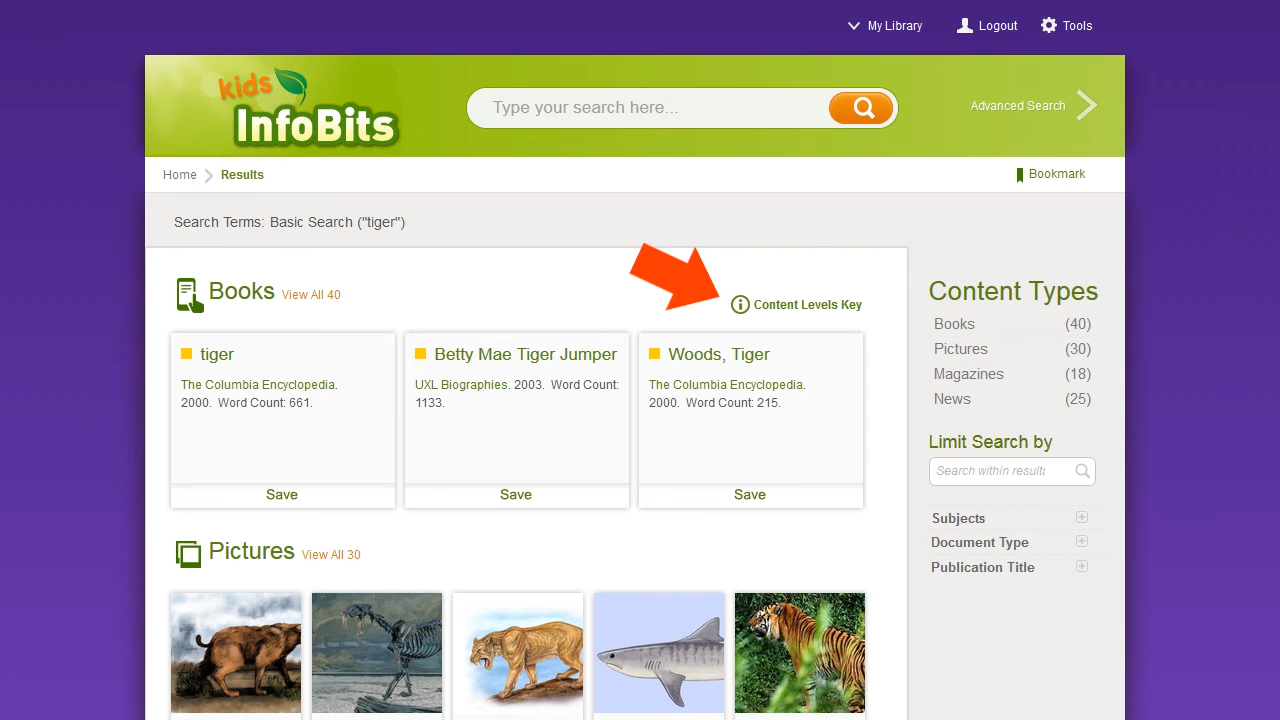 My Library
Logout
Tools
kids
InfoBits
Type your search here...
Advanced Search
Home
Results
Bookmark
Search Terms: Basic Search ("tiger")
Books View All 40
Content Levels Key
tiger
The Columbia Encyclopedia.
2000. Word Count: 661.
Save
Betty Mae Tiger Jumper
UXL Biographies. 2003. Word Count:
1133.
Save
Woods, Tiger
The Columbia Encyclopedia.
2000. Word Count: 215.
Save
Pictures View All 30
Content Types
Books (40)
Pictures (30)
Magazines (18)
News (25)
Limit Search by
Search within results
Subjects
Document Type
Publication Title